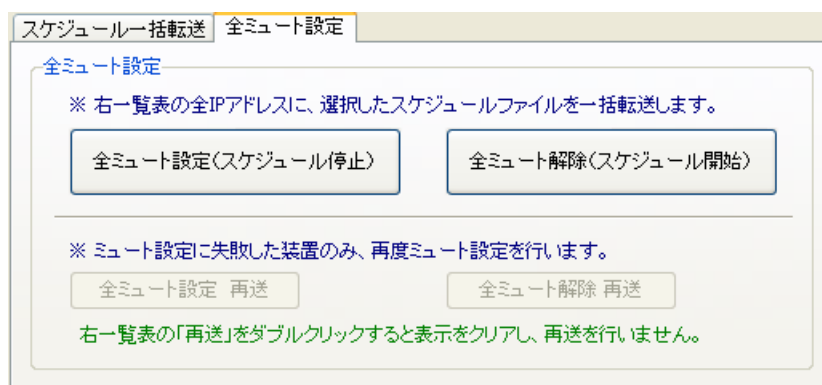 スケジュール一括転送 全ミュート設定
全ミュート設定
※ 右一覧表の全IPアドレスに、選択したスケジュールファイルを一括転送します。
全ミュート設定(スケジュール停止) 全ミュート解除(スケジュール開始)
※ ミュート設定に失敗した装置のみ、再度ミュート設定を行います。
全ミュート設定 再送 全ミュート解除 再送
右一覧表の「再送」をダブルクリックすると表示をクリアし、再送を行いません。